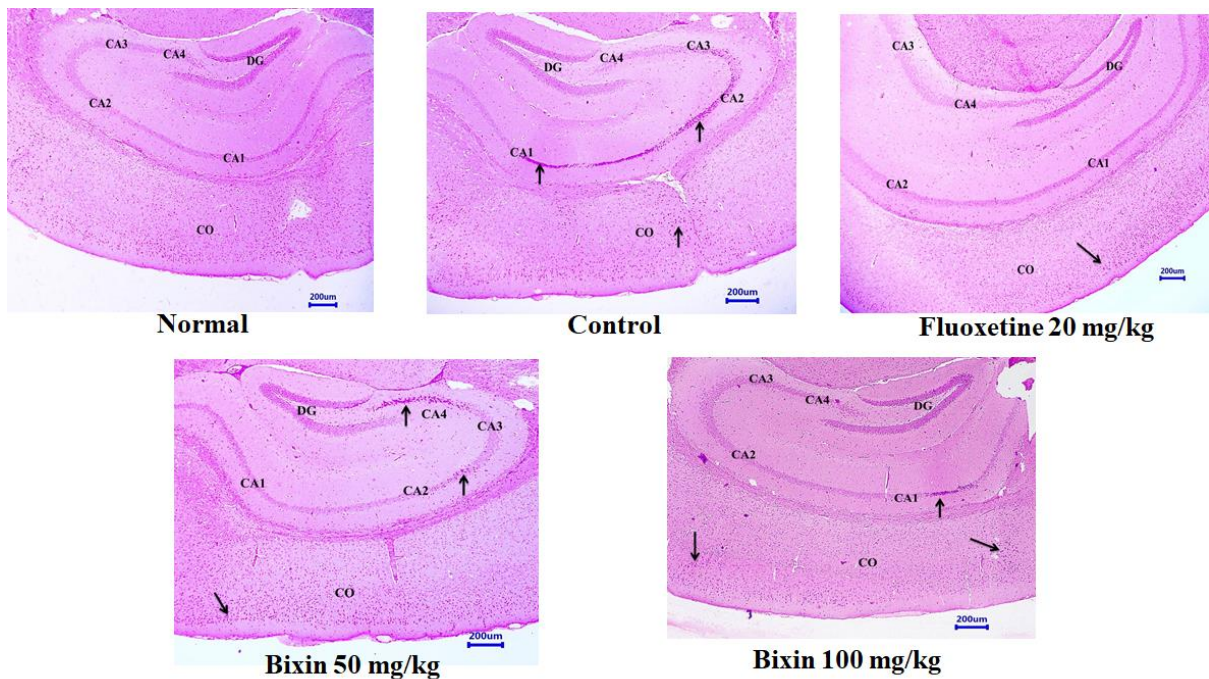 CA3
CA4
DG
CA2
CA1
CO
200um
Normal
CA3
CA4
DG
CA2
CA1
CO
200um
Control
CA3
DG
CA4
CA1
CA2
CO
200um
Fluoxetine 20 mg/kg
DG
CA4
CA3
CA1
CA2
CO
200um
Bixin 50 mg/kg
CA3
CA4
DG
CA2
CA1
CO
200um
Bixin 100 mg/kg